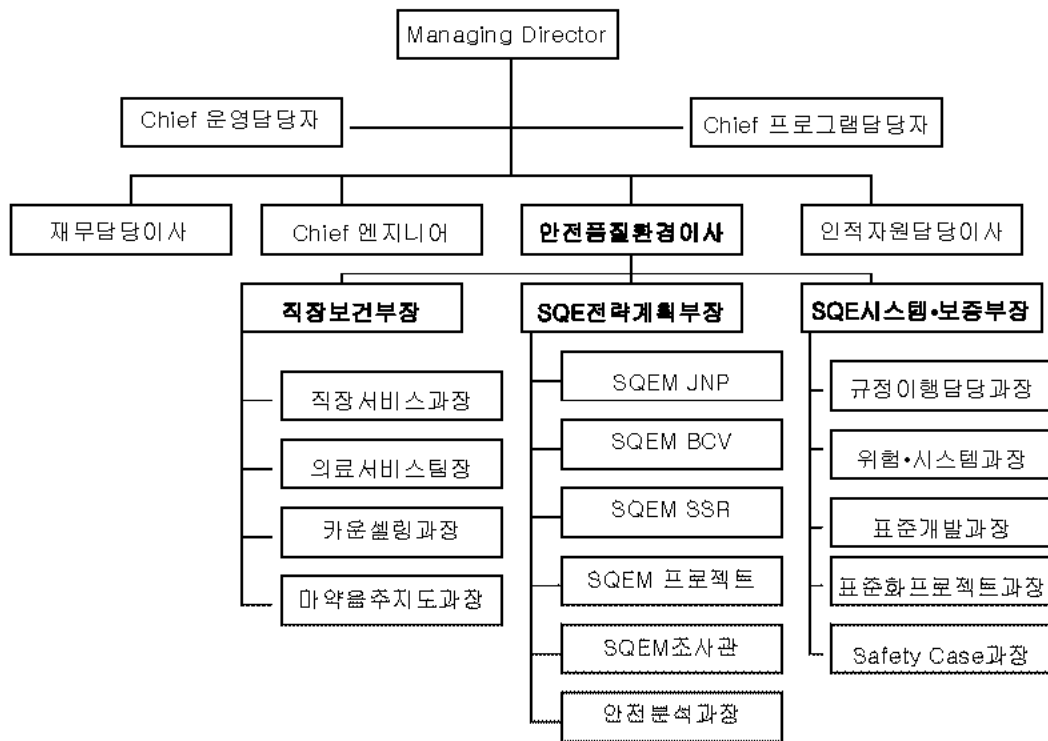 Managing Director
Chief 운영담당자
Chief 프로그램담당자
재무담당이사
Chief 엔지니어
안전품질환경이사
인적자원담당이사
직장보건부장
SQE전략계획부장
SQE시스템•보증부장
직장서비스과장
의료서비스팀장
카운셀링과장
마약음주지도과장
SQEM JNP
SQEM BCV
SQEM SSR
SQEM 프로젝트
SQEM조사관
안전분석과장
규정이행담당과장
위험•시스템과장
표준개발과장
표준화프로젝트과장
Safety Case과장